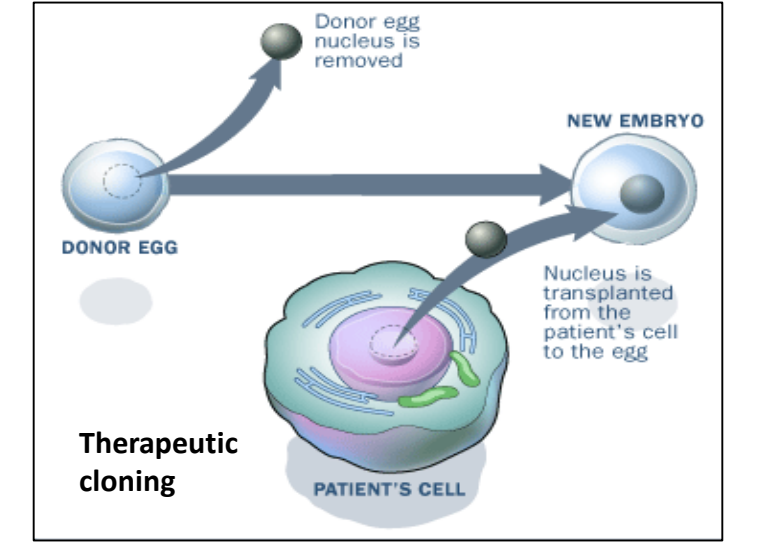 Donor egg
nucleus is
removed
NEW EMBRYO
DONOR EGG
Nucleus is
transplanted
from the
patient's cell
to the egg
Therapeutic
cloning
PATIENT'S CELL